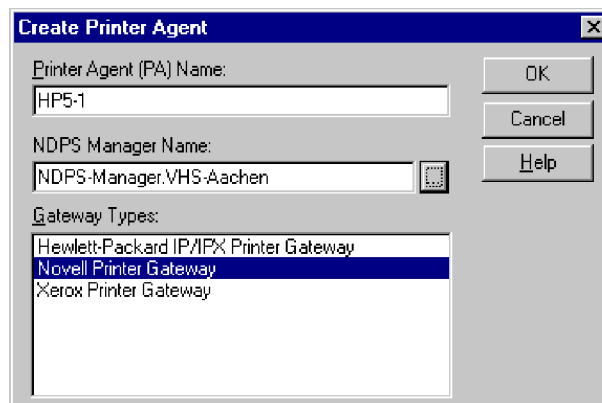 Create Printer Agent
Printer Agent (PA) Name:
HP5-1
NDPS Manager Name:
NDPS-Manager.VHS-Aachen
Gateway Types:
Hewlett-Packard IP/IPX Printer Gateway
Novell Printer Gateway
Xerox Printer Gateway
OK
Cancel
Help